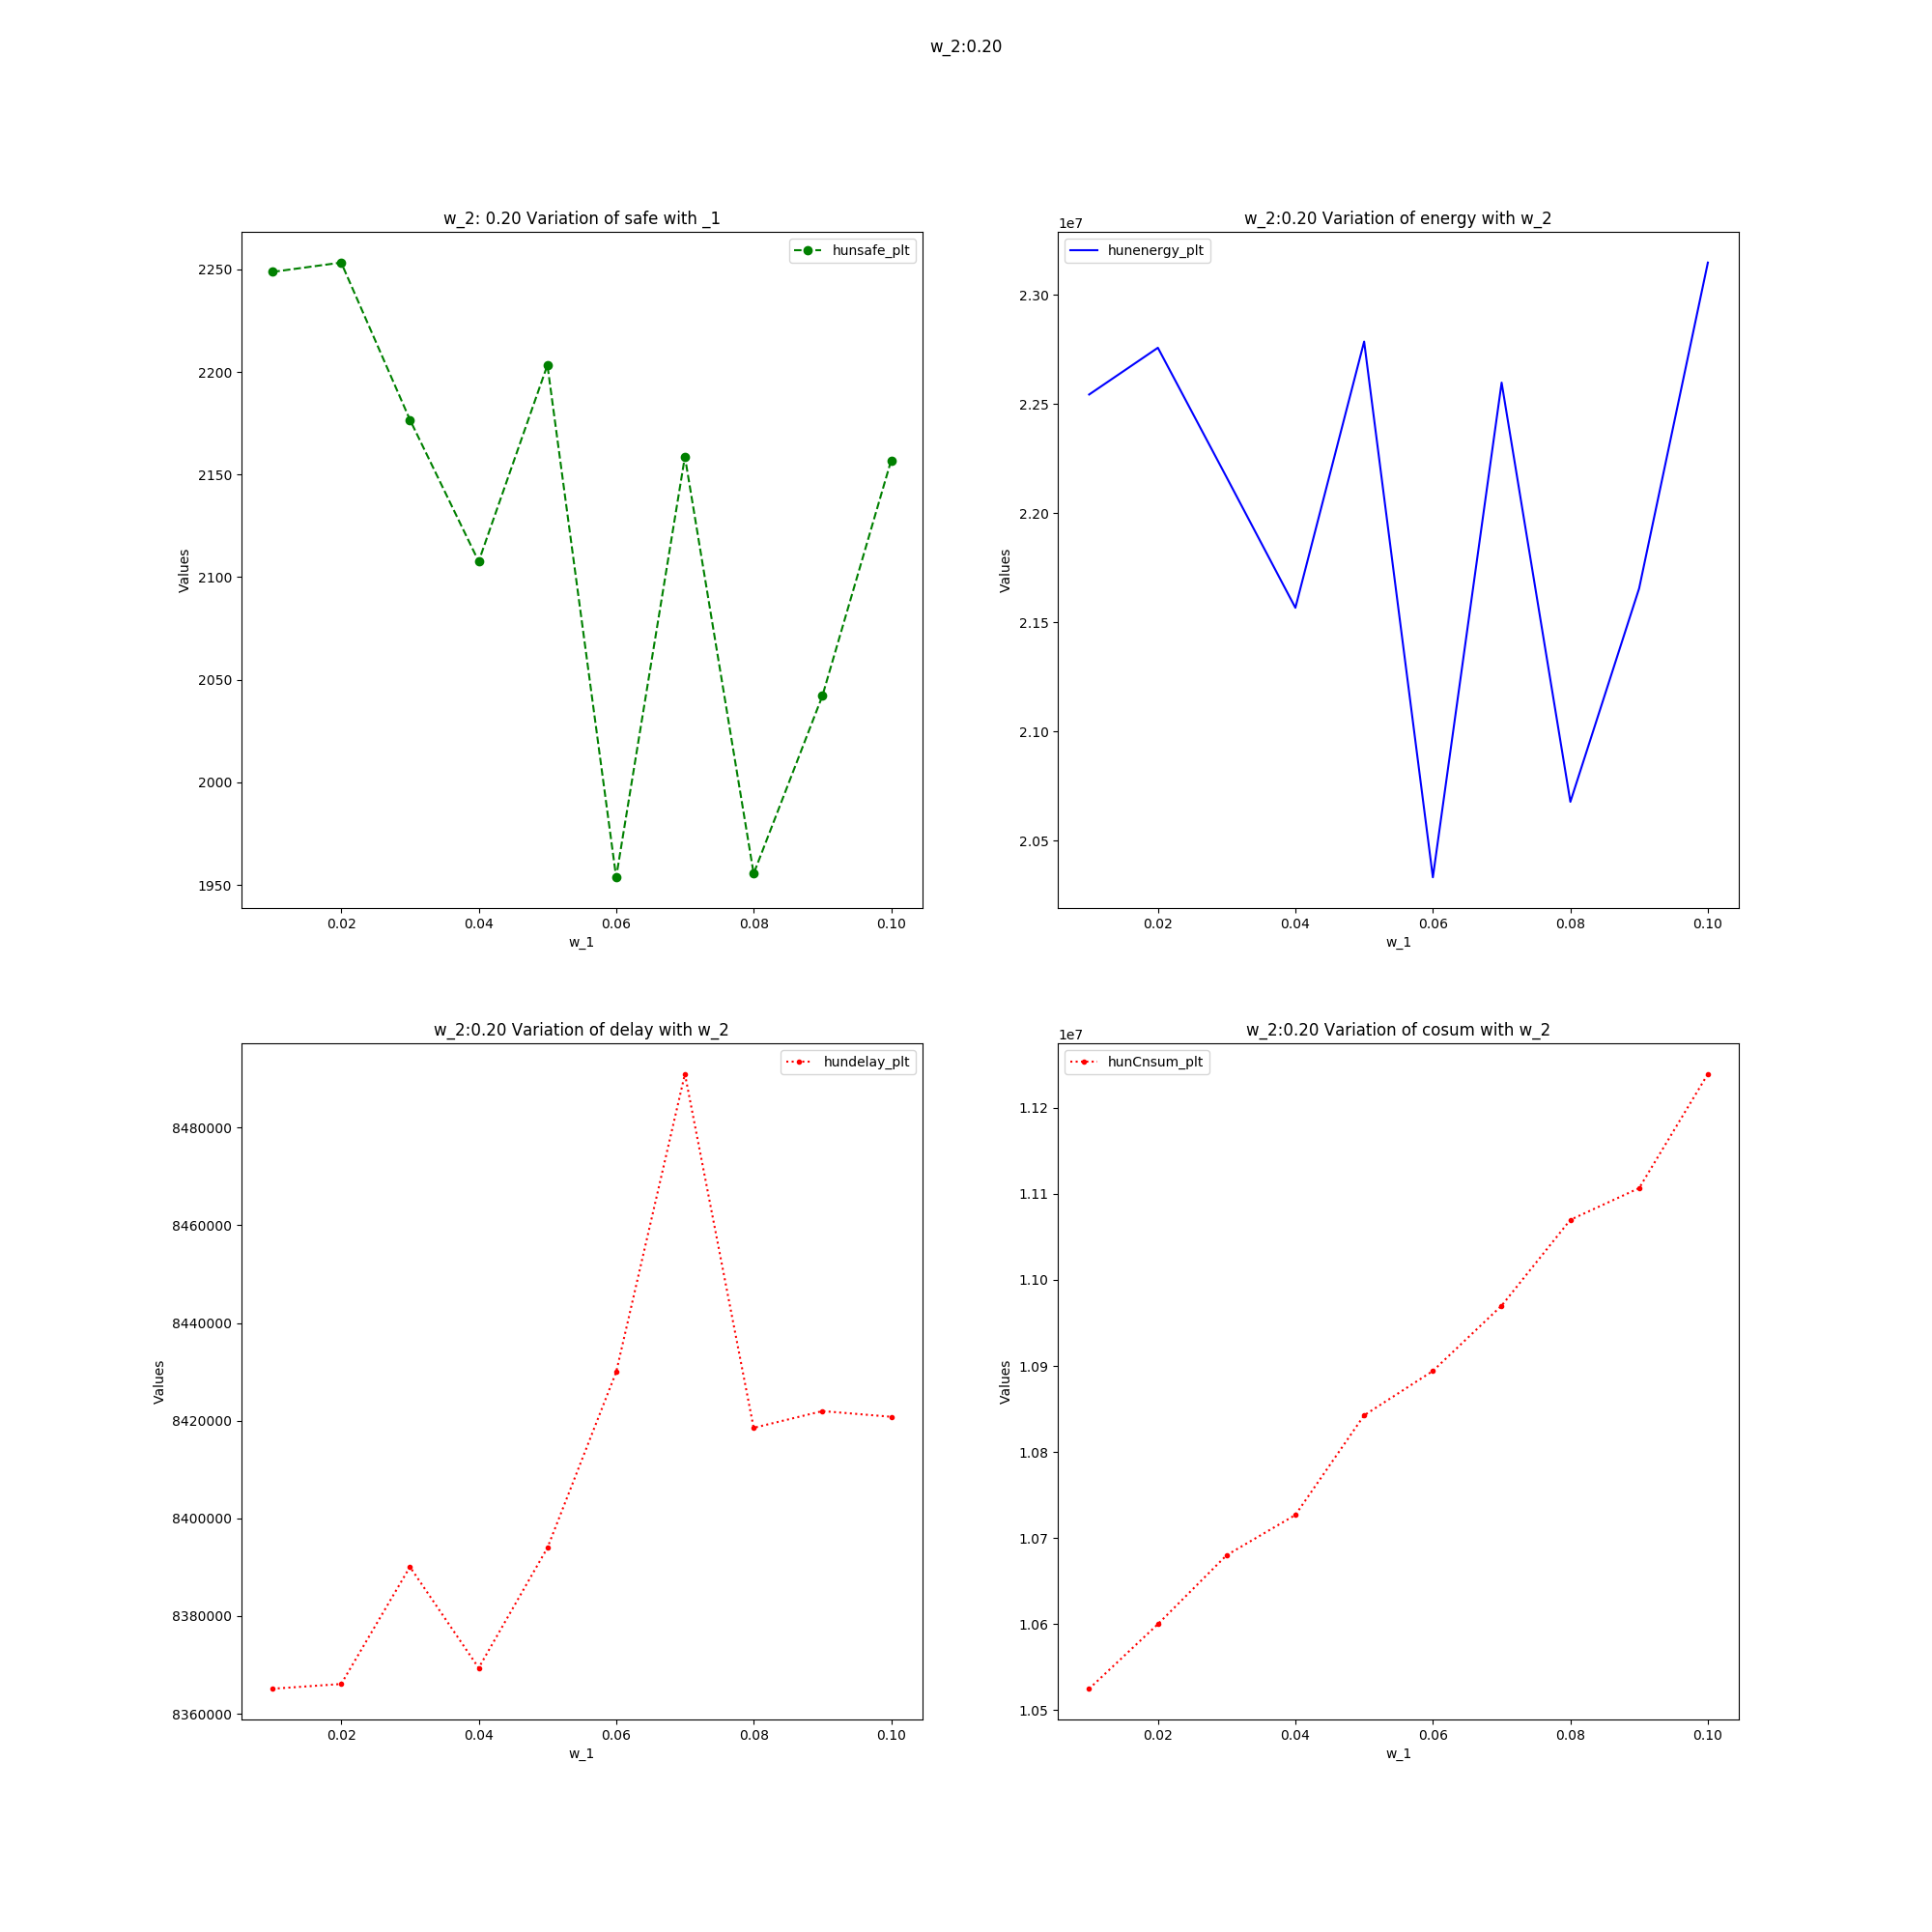 w_2:0.20
w_2: 0.20 Variation of safe with _1
hunsafe_plt
2250
2200
2150
2100
2050
2000
1950
Values
0.02 0.04 0.06 0.08 0.10
w_1
w_2:0.20 Variation of energy with w_2
1e7
hunenergy_plt
2.30
2.25
2.20
2.15
2.10
2.05
Values
0.02 0.04 0.06 0.08 0.10
w_1
w_2:0.20 Variation of delay with w_2
hundelay_plt
8480000
8460000
8440000
8420000
8400000
8380000
8360000
Values
0.02 0.04 0.06 0.08 0.10
w_1
w_2:0.20 Variation of cosum with w_2
1e7
hunCnsum_plt
1.12
1.11
1.10
1.09
1.08
1.07
1.06
1.05
Values
0.02 0.04 0.06 0.08 0.10
w_1